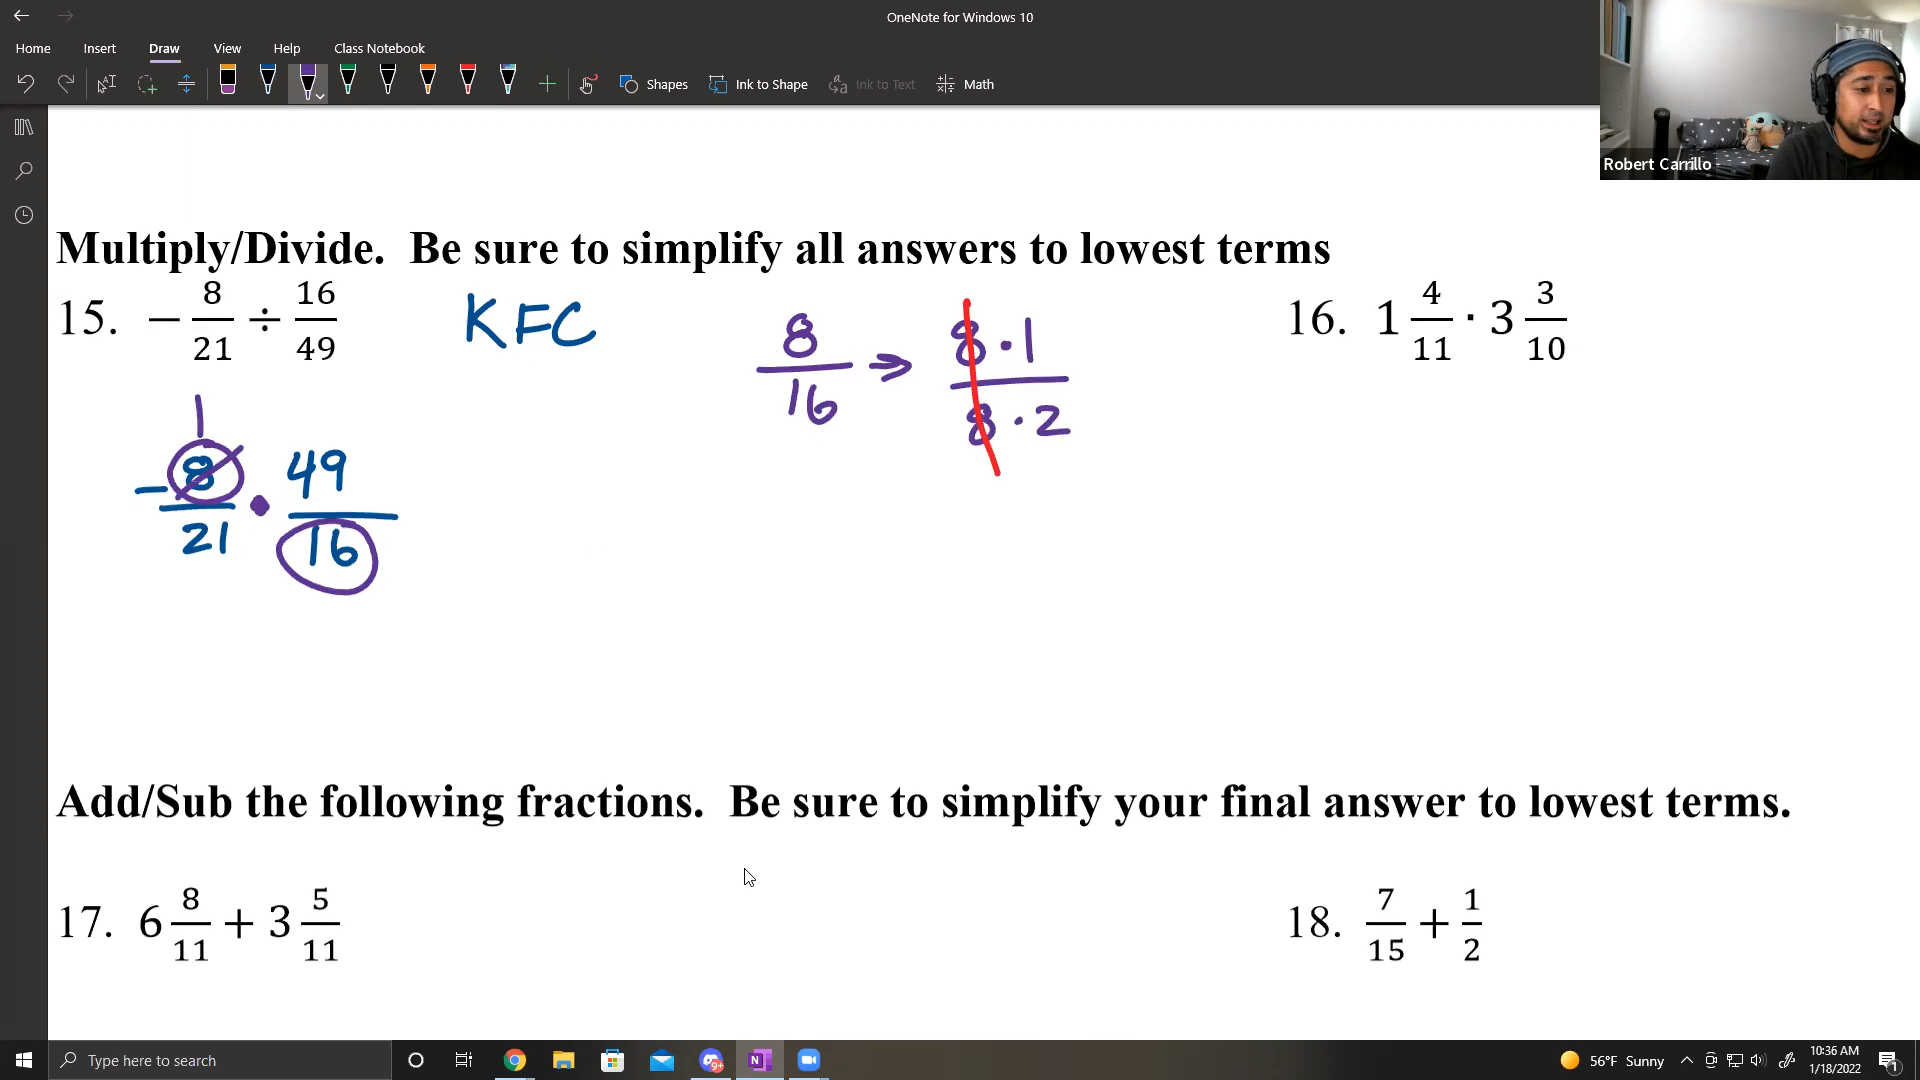 OneNote for Windows 10
Home Insert Draw View Help Class Notebook
Shapes Ink to Shape Ink to Text Math
Robert Carrillo
Multiply/Divide. Be sure to simplify all answers to lowest terms
15. − 8/21 ÷ 16/49
KFC
8/16 → 8·1/8·2
16. 1 4/11 · 3 3/10
1
− 8/21 · 49/16
Add/Sub the following fractions. Be sure to simplify your final answer to lowest terms.
17. 6 8/11 + 3 5/11
18. 7/15 + 1/2
Type here to search
9+
N
56°F Sunny
10:36 AM
1/18/2022
1